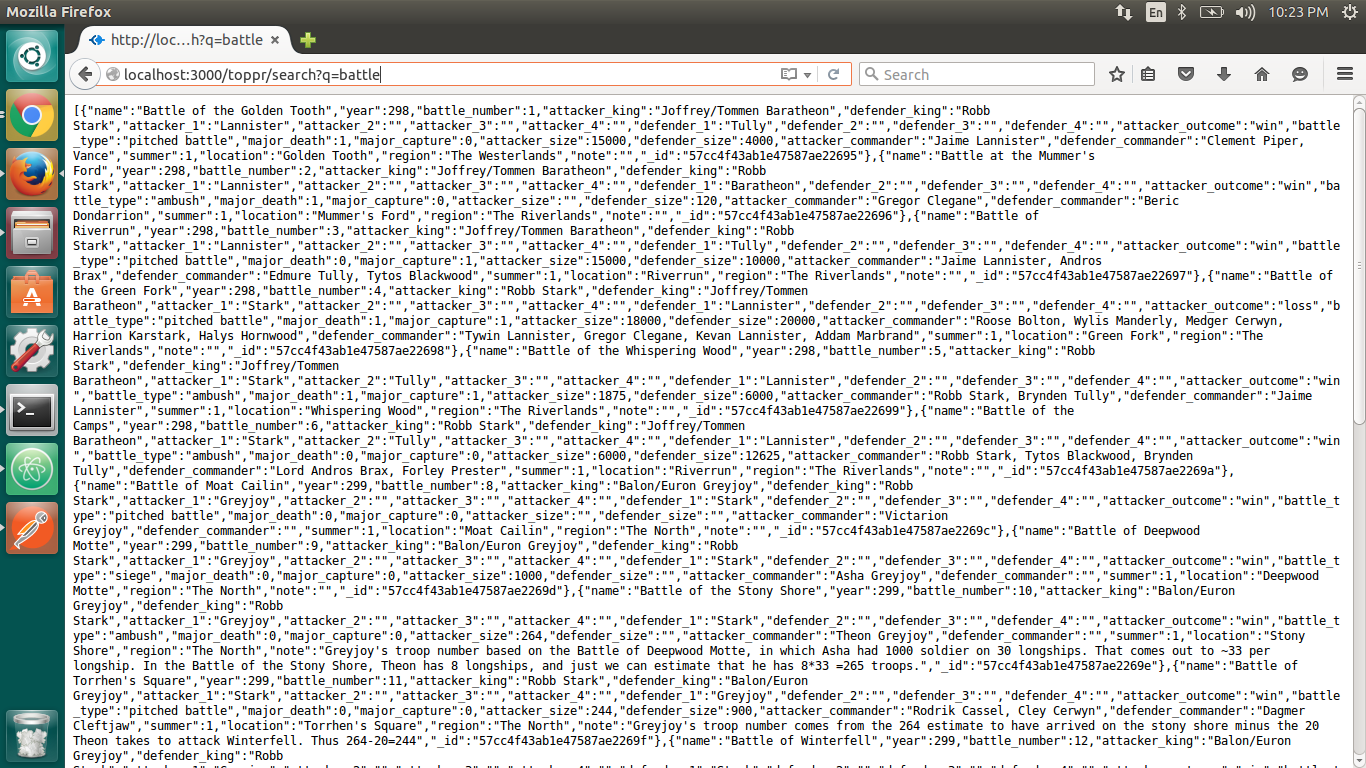 Mozilla Firefox
En
10:23 PM
http://loc...h?q=battle
localhost:3000/toppr/search?q=battle
Search
[{"name":"Battle of the Golden Tooth","year":298,"battle_number":1,"attacker_king":"Joffrey/Tommen Baratheon","defender_king":"Robb
Stark","attacker_1":"Lannister","attacker_2":"","attacker_3":"","attacker_4":"","defender_1":"Tully","defender_2":"","defender_3":"","defender_4":"","attacker_outcome":"win","battle
_type":"pitched battle","major_death":1,"major_capture":0,"attacker_size":15000,"defender_size":4000,"attacker_commander":"Jaime Lannister","defender_commander":"Clement Piper,
Vance","summer":1,"location":"Golden Tooth","region":"The Westerlands","note":"","_id":"57cc4f43ab1e47587ae22695"},{"name":"Battle at the Mummer's
Ford","year":298,"battle_number":2,"attacker_king":"Joffrey/Tommen Baratheon","defender_king":"Robb
Stark","attacker_1":"Lannister","attacker_2":"","attacker_3":"","attacker_4":"","defender_1":"Baratheon","defender_2":"","defender_3":"","defender_4":"","attacker_outcome":"win","ba
ttle_type":"ambush","major_death":1,"major_capture":0,"attacker_size":"","defender_size":120,"attacker_commander":"Gregor Clegane","defender_commander":"Beric
Dondarrion","summer":1,"location":"Mummer's Ford","region":"The Riverlands","note":"","_id":"57cc4f43ab1e47587ae22696"},{"name":"Battle of
Riverrun","year":298,"battle_number":3,"attacker_king":"Joffrey/Tommen Baratheon","defender_king":"Robb
Stark","attacker_1":"Lannister","attacker_2":"","attacker_3":"","attacker_4":"","defender_1":"Tully","defender_2":"","defender_3":"","defender_4":"","attacker_outcome":"win","battle
_type":"pitched battle","major_death":0,"major_capture":1,"attacker_size":15000,"defender_size":10000,"attacker_commander":"Jaime Lannister, Andros
Brax","defender_commander":"Edmure Tully, Tytos Blackwood","summer":1,"location":"Riverrun","region":"The Riverlands","note":"","_id":"57cc4f43ab1e47587ae22697"},{"name":"Battle of
the Green Fork","year":298,"battle_number":4,"attacker_king":"Robb Stark","defender_king":"Joffrey/Tommen
Baratheon","attacker_1":"Stark","attacker_2":"","attacker_3":"","attacker_4":"","defender_1":"Lannister","defender_2":"","defender_3":"","defender_4":"","attacker_outcome":"loss","b
attle_type":"pitched battle","major_death":1,"major_capture":1,"attacker_size":18000,"defender_size":20000,"attacker_commander":"Roose Bolton, Wylis Manderly, Medger Cerwyn,
Harrion Karstark, Halys Hornwood","defender_commander":"Tywin Lannister, Gregor Clegane, Kevan Lannister, Addam Marbrand","summer":1,"location":"Green Fork","region":"The
Riverlands","note":"","_id":"57cc4f43ab1e47587ae22698"},{"name":"Battle of the Whispering Wood","year":298,"battle_number":5,"attacker_king":"Robb
Stark","defender_king":"Joffrey/Tommen
Baratheon","attacker_1":"Stark","attacker_2":"Tully","attacker_3":"","attacker_4":"","defender_1":"Lannister","defender_2":"","defender_3":"","defender_4":"","attacker_outcome":"win
","battle_type":"ambush","major_death":1,"major_capture":1,"attacker_size":1875,"defender_size":6000,"attacker_commander":"Robb Stark, Brynden Tully","defender_commander":"Jaime
Lannister","summer":1,"location":"Whispering Wood","region":"The Riverlands","note":"","_id":"57cc4f43ab1e47587ae22699"},{"name":"Battle of the
Camps","year":298,"battle_number":6,"attacker_king":"Robb Stark","defender_king":"Joffrey/Tommen
Baratheon","attacker_1":"Stark","attacker_2":"Tully","attacker_3":"","attacker_4":"","defender_1":"Lannister","defender_2":"","defender_3":"","defender_4":"","attacker_outcome":"win
","battle_type":"ambush","major_death":0,"major_capture":0,"attacker_size":6000,"defender_size":12625,"attacker_commander":"Robb Stark, Tytos Blackwood, Brynden
Tully","defender_commander":"Lord Andros Brax, Forley Prester","summer":1,"location":"Riverrun","region":"The Riverlands","note":"","_id":"57cc4f43ab1e47587ae2269a"},
{"name":"Battle of Moat Cailin","year":299,"battle_number":8,"attacker_king":"Balon/Euron Greyjoy","defender_king":"Robb
Stark","attacker_1":"Greyjoy","attacker_2":"","attacker_3":"","attacker_4":"","defender_1":"Stark","defender_2":"","defender_3":"","defender_4":"","attacker_outcome":"win","battle_t
ype":"pitched battle","major_death":0,"major_capture":0,"attacker_size":"","defender_size":"","attacker_commander":"Victarion
Greyjoy","defender_commander":"","summer":1,"location":"Moat Cailin","region":"The North","note":"","_id":"57cc4f43ab1e47587ae2269c"},{"name":"Battle of Deepwood
Motte","year":299,"battle_number":9,"attacker_king":"Balon/Euron Greyjoy","defender_king":"Robb
Stark","attacker_1":"Greyjoy","attacker_2":"","attacker_3":"","attacker_4":"","defender_1":"Stark","defender_2":"","defender_3":"","defender_4":"","attacker_outcome":"win","battle_t
ype":"siege","major_death":0,"major_capture":0,"attacker_size":1000,"defender_size":"","attacker_commander":"Asha Greyjoy","defender_commander":"","summer":1,"location":"Deepwood
Motte","region":"The North","note":"","_id":"57cc4f43ab1e47587ae2269d"},{"name":"Battle of the Stony Shore","year":299,"battle_number":10,"attacker_king":"Balon/Euron
Greyjoy","defender_king":"Robb
Stark","attacker_1":"Greyjoy","attacker_2":"","attacker_3":"","attacker_4":"","defender_1":"Stark","defender_2":"","defender_3":"","defender_4":"","attacker_outcome":"win","battle_t
ype":"ambush","major_death":0,"major_capture":0,"attacker_size":264,"defender_size":"","attacker_commander":"Theon Greyjoy","defender_commander":"","summer":1,"location":"Stony
Shore","region":"The North","note":"Greyjoy's troop number based on the Battle of Deepwood Motte, in which Asha had 1000 soldier on 30 longships. That comes out to ~33 per
longship. In the Battle of the Stony Shore, Theon has 8 longships, and just we can estimate that he has 8*33 =265 troops.","_id":"57cc4f43ab1e47587ae2269e"},{"name":"Battle of
Torrhen's Square","year":299,"battle_number":11,"attacker_king":"Robb Stark","defender_king":"Balon/Euron
Greyjoy","attacker_1":"Stark","attacker_2":"","attacker_3":"","attacker_4":"","defender_1":"Greyjoy","defender_2":"","defender_3":"","defender_4":"","attacker_outcome":"win","battle
_type":"pitched battle","major_death":0,"major_capture":0,"attacker_size":244,"defender_size":900,"attacker_commander":"Rodrik Cassel, Cley Cerwyn","defender_commander":"Dagmer
Cleftjaw","summer":1,"location":"Torrhen's Square","region":"The North","note":"Greyjoy's troop number comes from the 264 estimate to have arrived on the stony shore minus the 20
Theon takes to attack Winterfell. Thus 264-20=244","_id":"57cc4f43ab1e47587ae2269f"},{"name":"Battle of Winterfell","year":299,"battle_number":12,"attacker_king":"Balon/Euron
Greyjoy","defender_king":"Robb